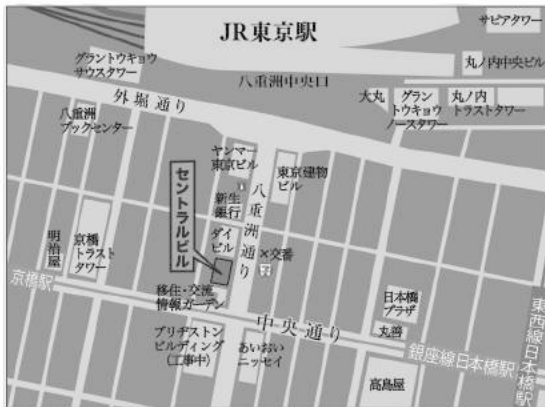 JR東京駅
サピアタワー
グラントウキョウ
サウスタワー
八重洲中央口
丸ノ内中央ビル
外堀通り
大丸
グラン
トウキョウ
ノースタワー
丸ノ内
トラストタワー
八重洲
ブックセンター
ヤンマー
東京ビル
東京建物
ビル
セントラルビル
新生
銀行
八重洲通り
ダイ
ビル
×交番
明治屋
京橋
トラスト
タワー
京橋駅
移住・交流
情報ガーデン
中央通り
日本橋
プラザ
丸善
東西線日本橋駅
ブリヂストン
ビルディング
(工事中)
あいおい
ニッセイ
銀座線日本橋駅
高島屋